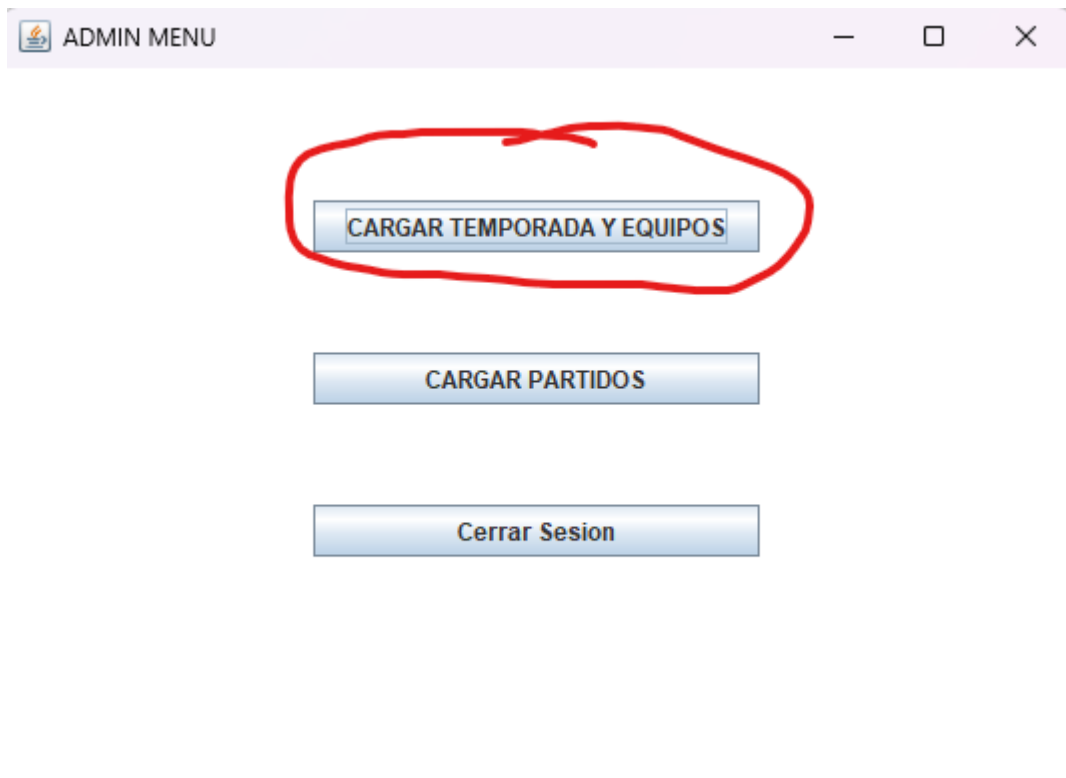 ADMIN MENU
CARGAR TEMPORADA Y EQUIPOS
CARGAR PARTIDOS
Cerrar Sesion